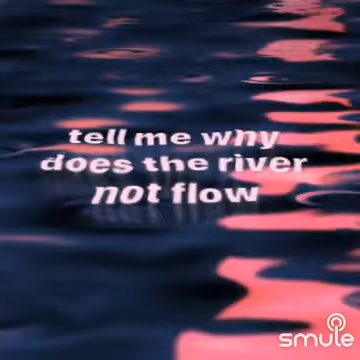 tell me why
does the river
not flow
smule